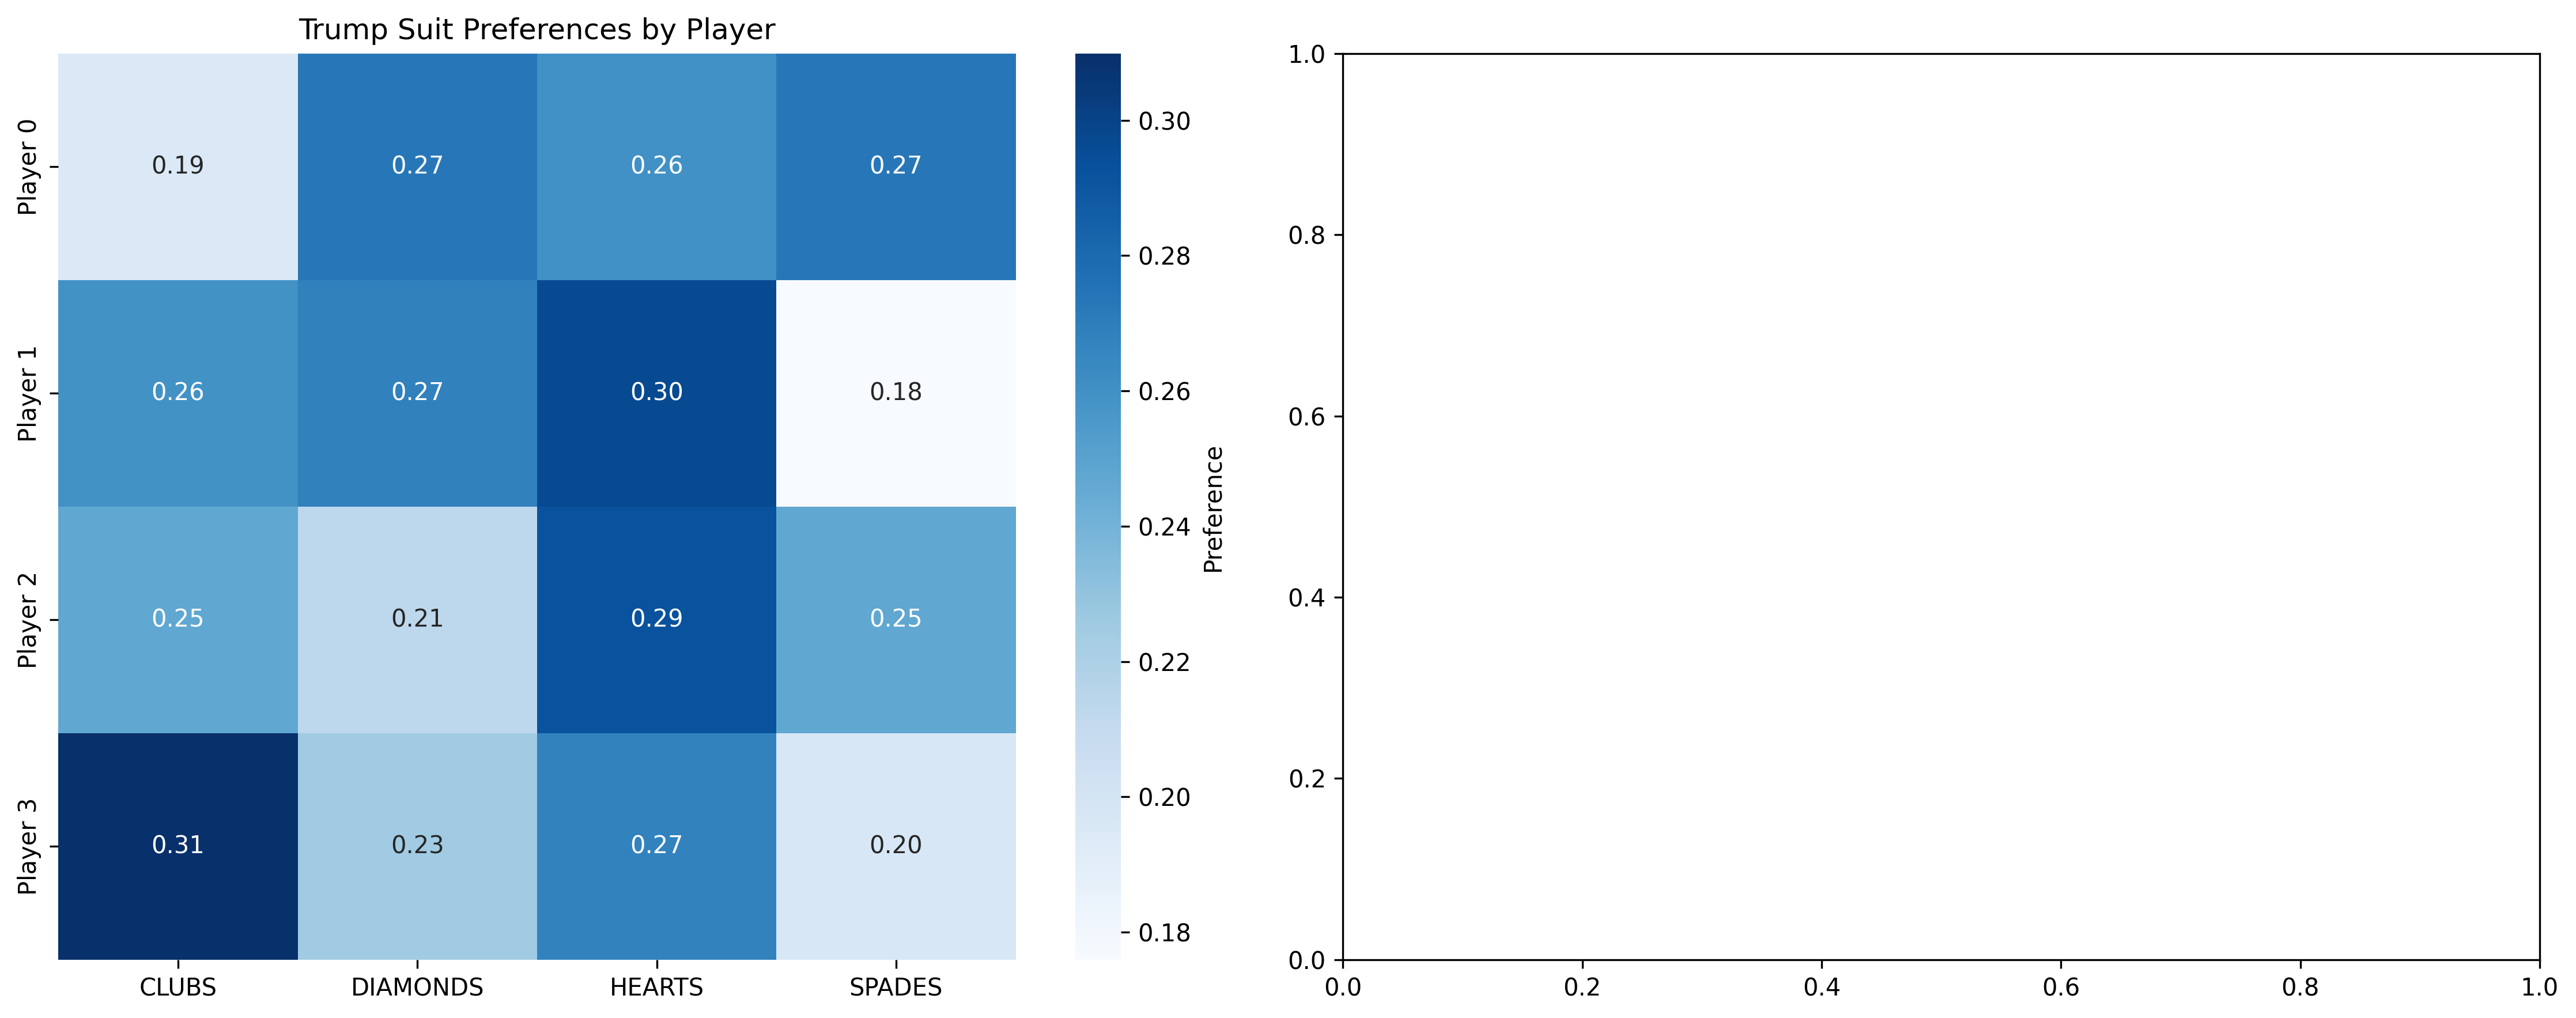 Trump Suit Preferences by Player
Player 0
0.19 0.27 0.26 0.27
Player 1
0.26 0.27 0.30 0.18
Player 2
0.25 0.21 0.29 0.25
Player 3
0.31 0.23 0.27 0.20
CLUBS DIAMONDS HEARTS SPADES
0.30
0.28
0.26
0.24
0.22
0.20
0.18
Preference
1.0
0.8
0.6
0.4
0.2
0.0
0.0 0.2 0.4 0.6 0.8 1.0